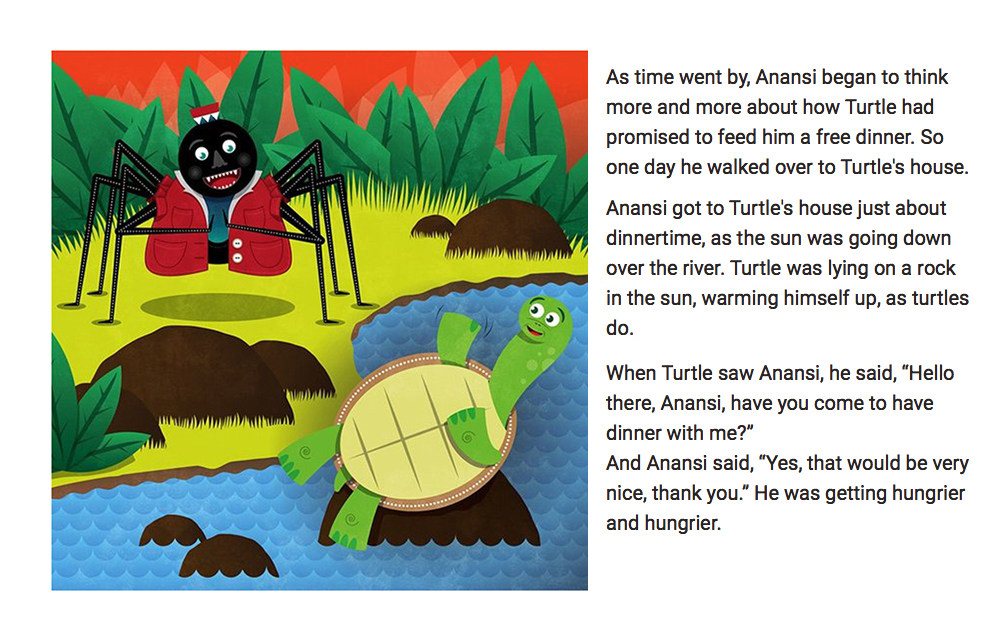 As time went by, Anansi began to think
more and more about how Turtle had
promised to feed him a free dinner. So
one day he walked over to Turtle's house.
Anansi got to Turtle's house just about
dinnertime, as the sun was going down
over the river. Turtle was lying on a rock
in the sun, warming himself up, as turtles
do.
When Turtle saw Anansi, he said, “Hello
there, Anansi, have you come to have
dinner with me?”
And Anansi said, “Yes, that would be very
nice, thank you.” He was getting hungrier
and hungrier.